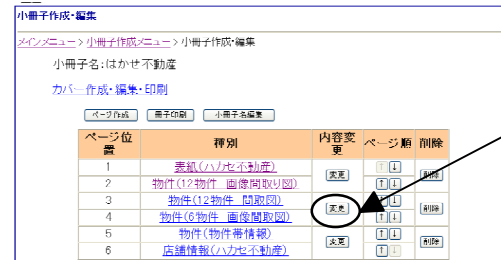 小冊子作成・編集
メインメニュー > 小冊子作成メニュー > 小冊子作成・編集
小冊子名：はかせ不動産
カバー作成・編集・印刷
ページ作成 冊子印刷 小冊子名編集
ページ位置 種別 内容変更 ページ順 削除
1 表紙(ハカセ不動産) ↑ ↓
変更 削除
2 物件(12物件 画像間取り図) ↑ ↓
3 物件(12物件 間取図) ↑ ↓
変更 削除
4 物件(6物件 画像間取図) ↑ ↓
5 物件(物件帯情報) ↑ ↓
変更 削除
6 店舗情報(ハカセ不動産) ↑ ↓